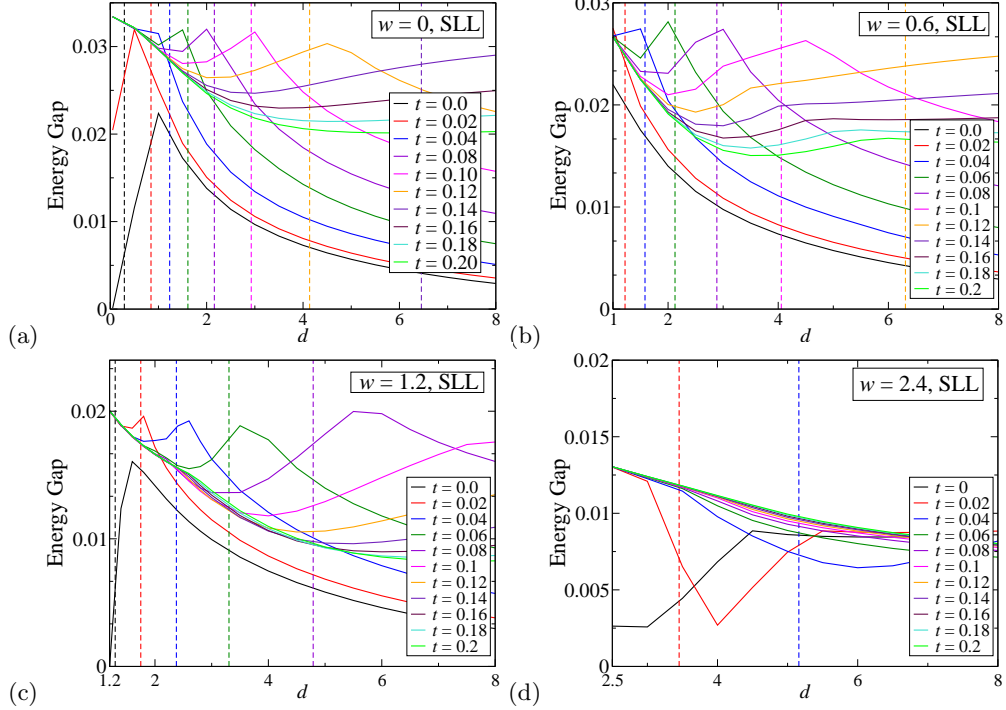 w = 0, SLL
Energy Gap
0.03
0.02
0.01
0
t = 0.0
t = 0.02
t = 0.04
t = 0.08
t = 0.10
t = 0.12
t = 0.14
t = 0.16
t = 0.18
t = 0.20
0 2 4 6 8
(a) d
w = 0.6, SLL
Energy Gap
0.03
0.02
0.01
0
t = 0.0
t = 0.02
t = 0.04
t = 0.06
t = 0.08
t = 0.1
t = 0.12
t = 0.14
t = 0.16
t = 0.18
t = 0.2
1 2 3 4 5 6 7 8
(b) d
w = 1.2, SLL
Energy Gap
0.02
0.01
0
t = 0.0
t = 0.02
t = 0.04
t = 0.06
t = 0.08
t = 0.1
t = 0.12
t = 0.14
t = 0.16
t = 0.18
t = 0.2
1.2 2 4 6 8
(c) d
w = 2.4, SLL
Energy Gap
0.02
0.015
0.01
0.005
0
t = 0.0
t = 0.02
t = 0.04
t = 0.06
t = 0.08
t = 0.1
t = 0.12
t = 0.14
t = 0.16
t = 0.18
t = 0.2
2.5 4 6 8
(d) d